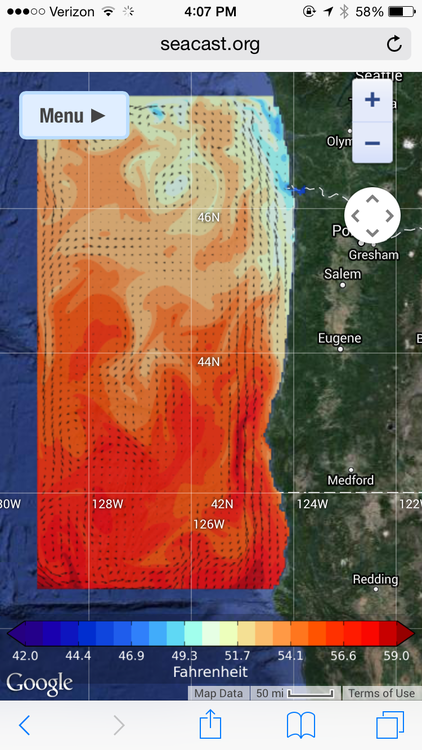 Verizon 4:07 PM 58%
seacast.org
Seattle
Menu ▶
+
−
Olym
46N
Po
Gresham
Salem
Eugene
44N
Medford
30W 128W 42N 124W 122W
126W
Redding
42.0 44.4 46.9 49.3 51.7 54.1 56.6 59.0
Fahrenheit
Google Map Data 50 mi Terms of Use